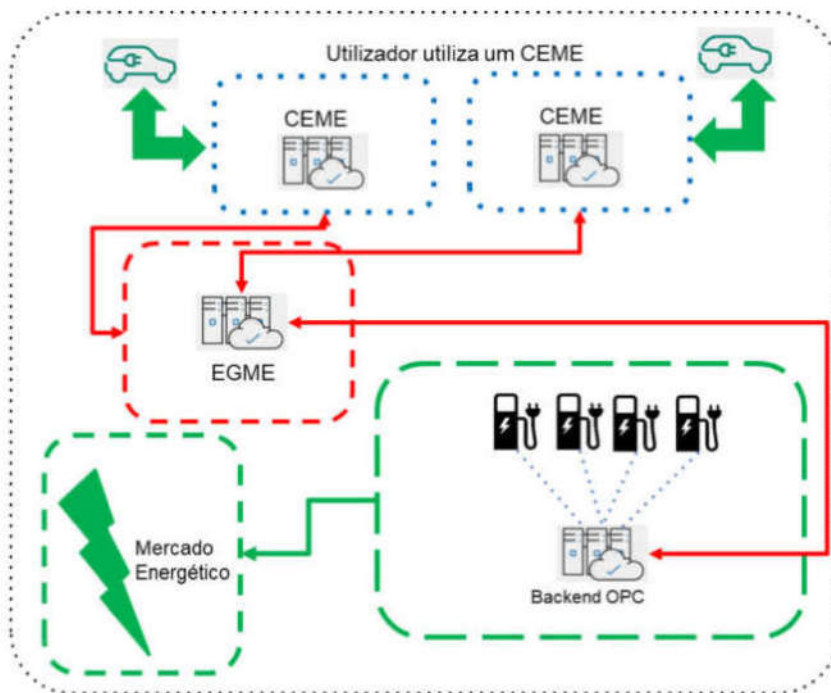 Utilizador utiliza um CEME
CEME
CEME
EGME
Mercado
Energético
Backend OPC